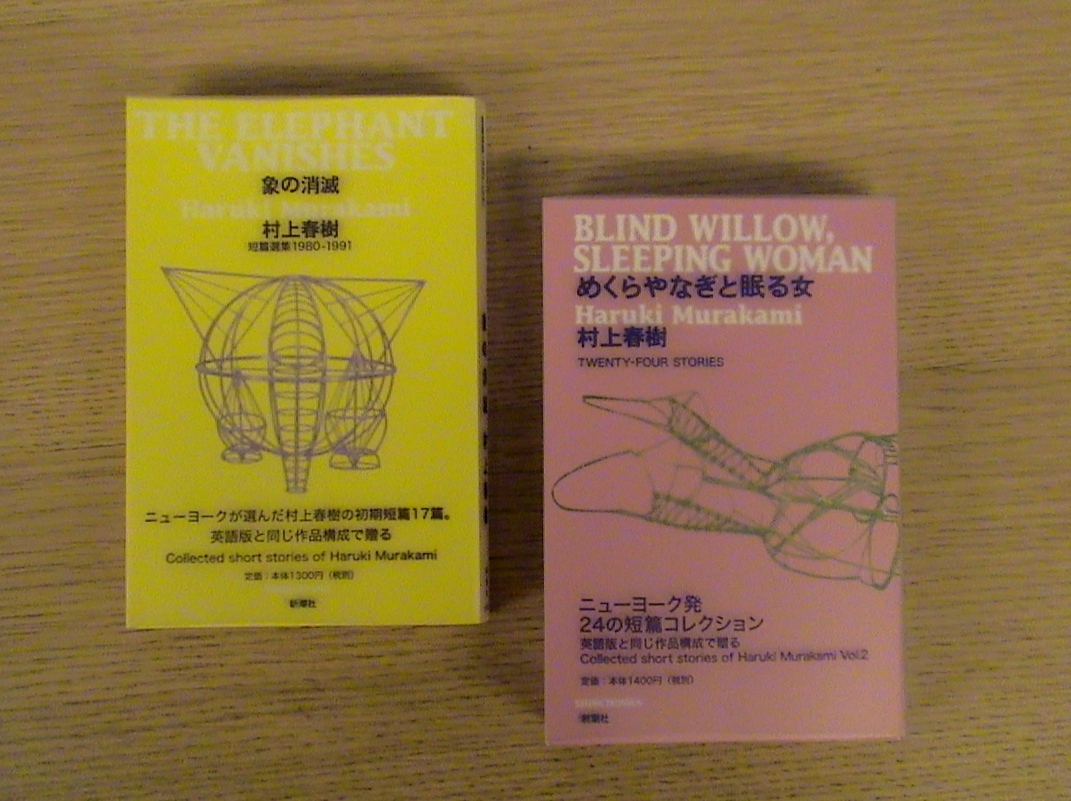 THE ELEPHANT
VANISHES
象の消滅
Haruki Murakami
村上春樹
短篇選集1980-1991
ニューヨークが選んだ村上春樹の初期短篇17篇。
英語版と同じ作品構成で贈る
Collected short stories of Haruki Murakami
定価：本体1300円（税別）
新潮社
BLIND WILLOW,
SLEEPING WOMAN
めくらやなぎと眠る女
Haruki Murakami
村上春樹
TWENTY-FOUR STORIES
ニューヨーク発
24の短篇コレクション
英語版と同じ作品構成で贈る
Collected short stories of Haruki Murakami Vol.2
定価：本体1400円（税別）
新潮社